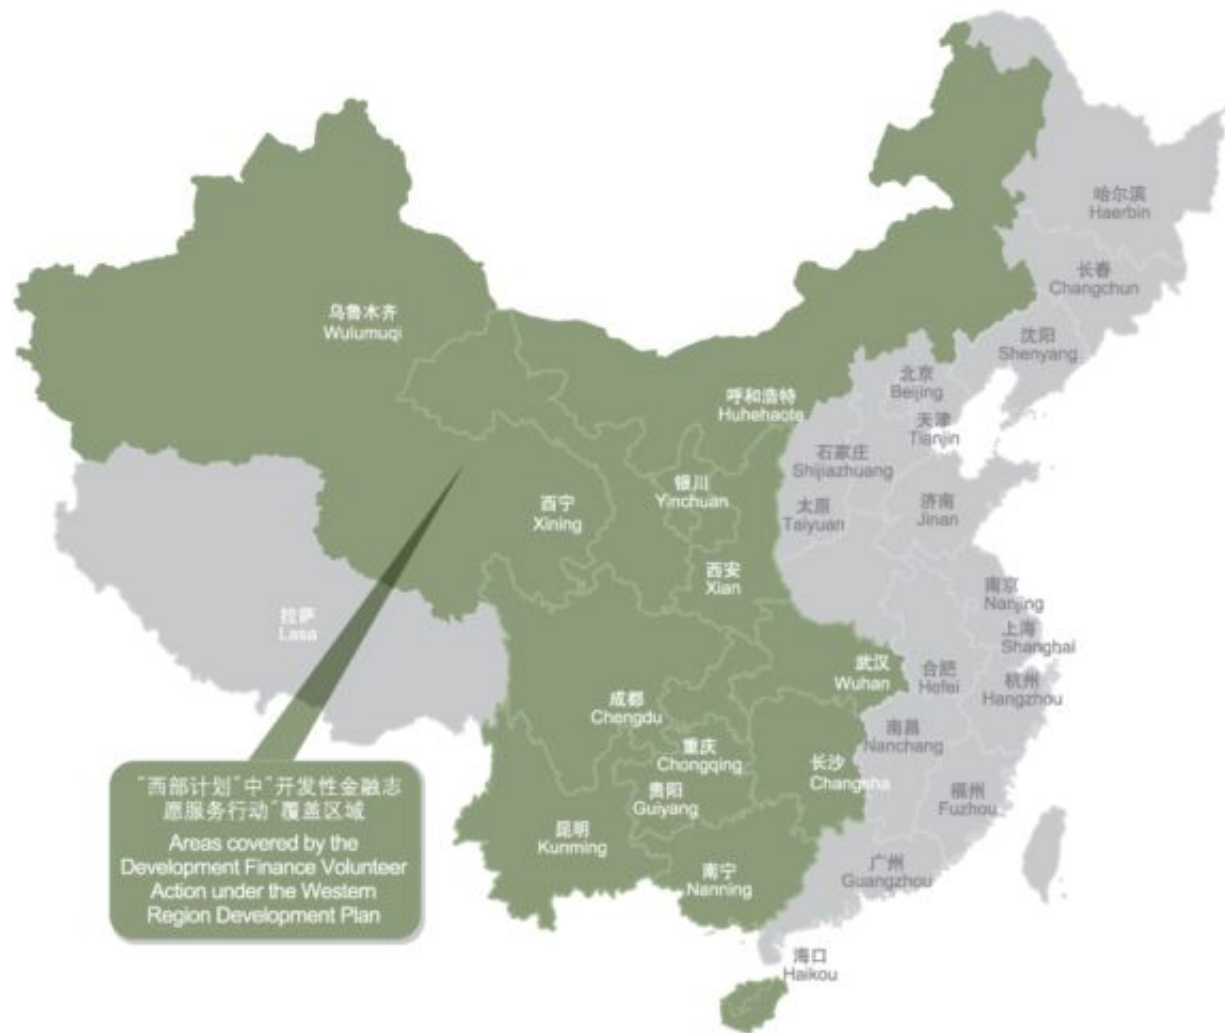 哈尔滨
Haerbin
长春
Changchun
乌鲁木齐
Wulumuqi
沈阳
Shenyang
北京
Beijing
呼和浩特
Huhehaote
天津
Tianjin
石家庄
Shijiazhuang
银川
Yinchuan
西宁
Xining
太原
Taiyuan
济南
Jinan
西安
Xian
南京
Nanjing
拉萨
Lasa
上海
Shanghai
武汉
Wuhan
合肥
Hefei
杭州
Hangzhou
成都
Chengdu
南昌
Nanchang
重庆
Chongqing
长沙
Changsha
贵阳
Guiyang
福州
Fuzhou
昆明
Kunming
南宁
Nanning
广州
Guangzhou
海口
Haikou
"西部计划"中"开发性金融志
愿服务行动"覆盖区域
Areas covered by the
Development Finance Volunteer
Action under the Western
Region Development Plan